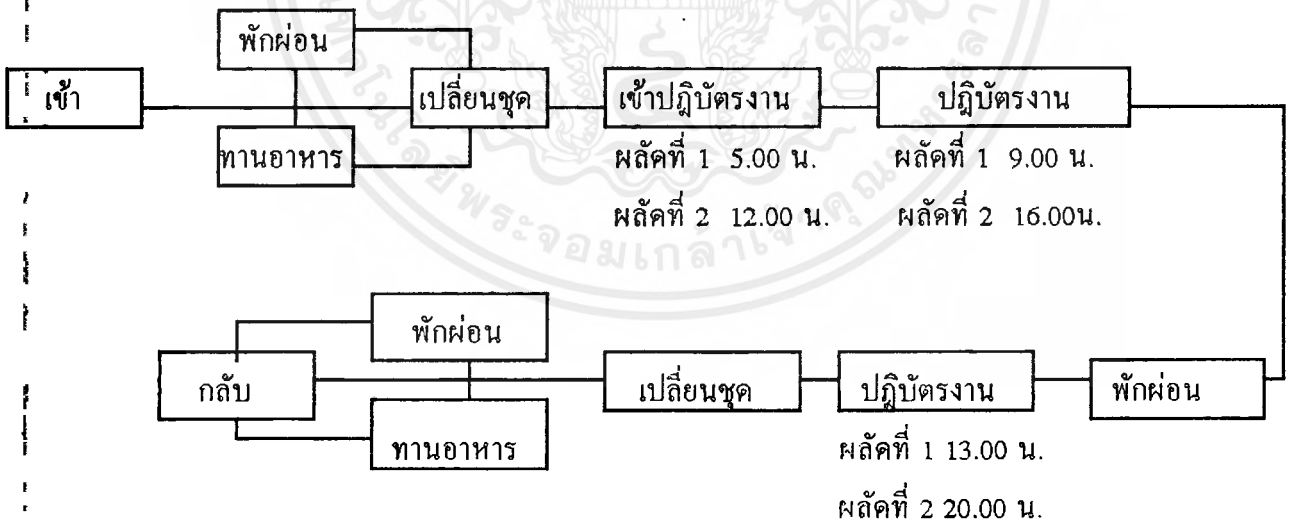 พักผ่อน
เข้า
เปลี่ยนชุด
เข้าปฎิบัตรงาน
ปฎิบัตรงาน
ทานอาหาร
ผลัดที่ 1 5.00 น.
ผลัดที่ 1 9.00 น.
ผลัดที่ 2 12.00 น.
ผลัดที่ 2 16.00น.
พักผ่อน
กลับ
เปลี่ยนชุด
ปฎิบัตรงาน
พักผ่อน
ทานอาหาร
ผลัดที่ 1 13.00 น.
ผลัดที่ 2 20.00 น.